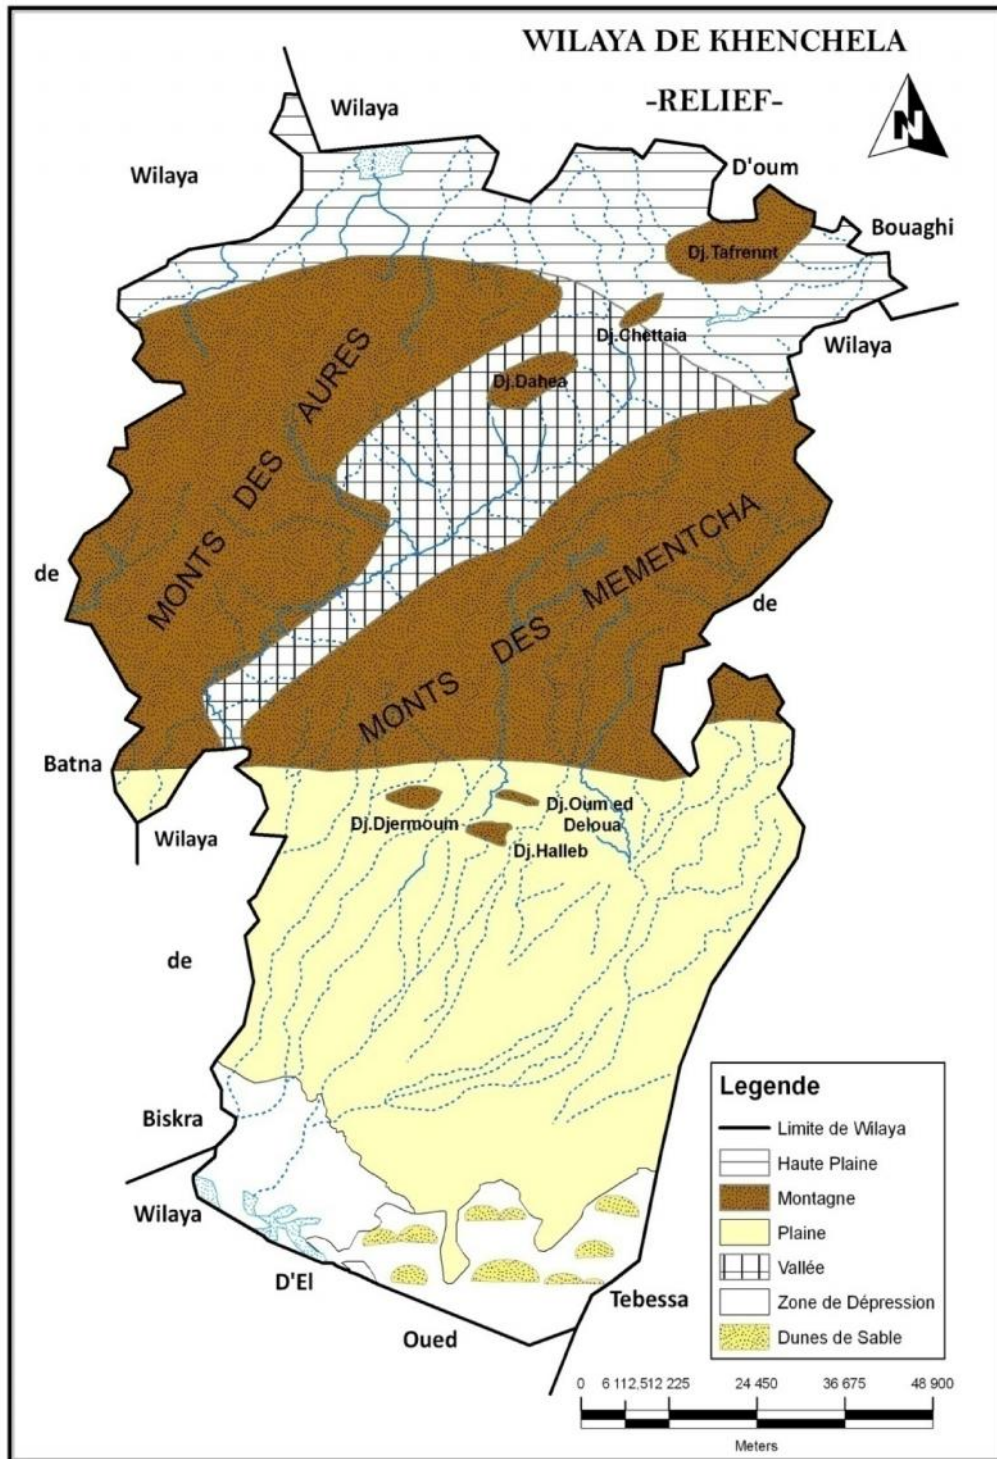 WILAYA DE KHENCHELA
-RELIEF-
N
Wilaya
Wilaya
D'oum
Bouaghi
Dj.Tafrennt
Dj.Chettaia
Wilaya
Dj.Dahea
MONTS DES AURES
MONTS DES MEMENTCHA
de
de
Batna
Wilaya
Dj.Djermoum
Dj.Oum ed
Deloua
Dj.Halleb
de
Biskra
Wilaya
D'El
Oued
Tebessa
Legende
Limite de Wilaya
Haute Plaine
Montagne
Plaine
Vallée
Zone de Dépression
Dunes de Sable
0 6 112,512 225 24 450 36 675 48 900
Meters